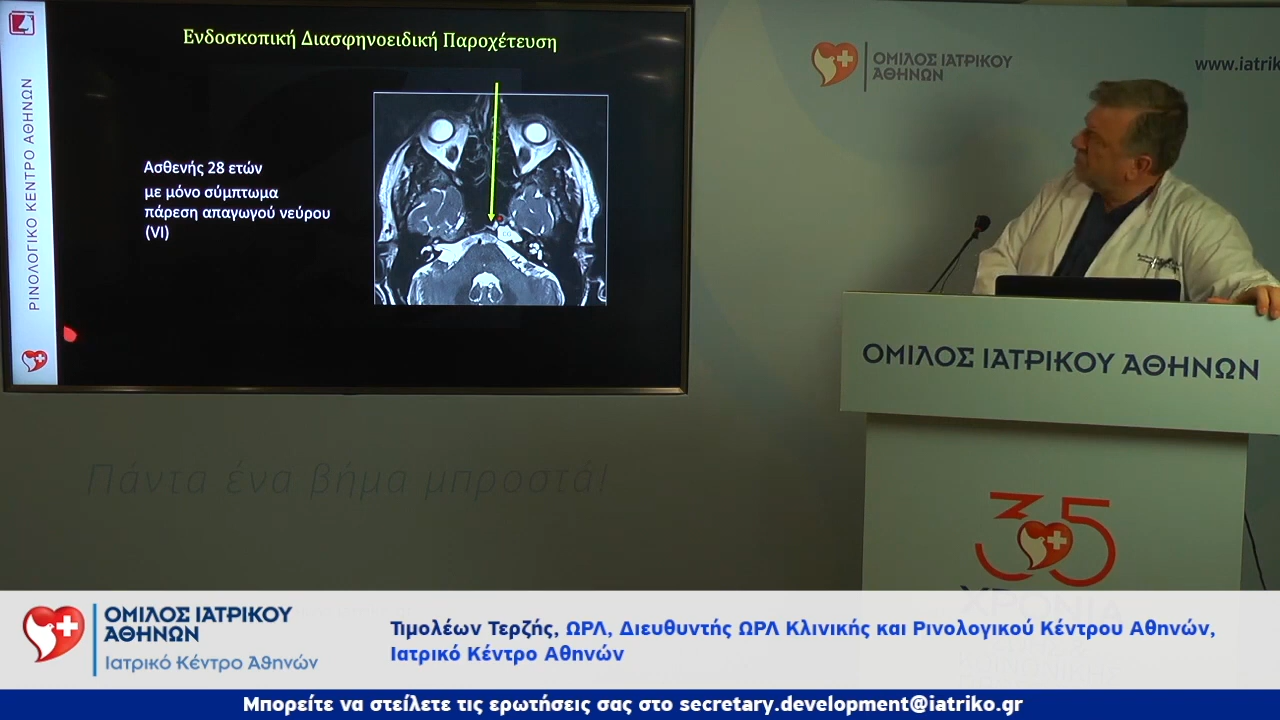 Ενδοσκοπική Διασφηνοειδική Παροχέτευση
ΡΙΝΟΛΟΓΙΚΟ ΚΕΝΤΡΟ ΑΘΗΝΩΝ
Ασθενής 28 ετών
με μόνο σύμπτωμα
πάρεση απαγωγού νεύρου
(VI)
ΟΜΙΛΟΣ ΙΑΤΡΙΚΟΥ
ΑΘΗΝΩΝ
www.iatrik
ΟΜΙΛΟΣ ΙΑΤΡΙΚΟΥ ΑΘΗΝΩΝ
Πάντα ένα βήμα μπροστά!
35
ΧΡΟΝΙΑ
ΟΜΙΛΟΣ ΙΑΤΡΙΚΟΥ
ΑΘΗΝΩΝ
Ιατρικό Κέντρο Αθηνών
Τιμολέων Τερζής, ΩΡΛ, Διευθυντής ΩΡΛ Κλινικής και Ρινολογικού Κέντρου Αθηνών,
Ιατρικό Κέντρο Αθηνών
Μπορείτε να στείλετε τις ερωτήσεις σας στο secretary.development@iatriko.gr